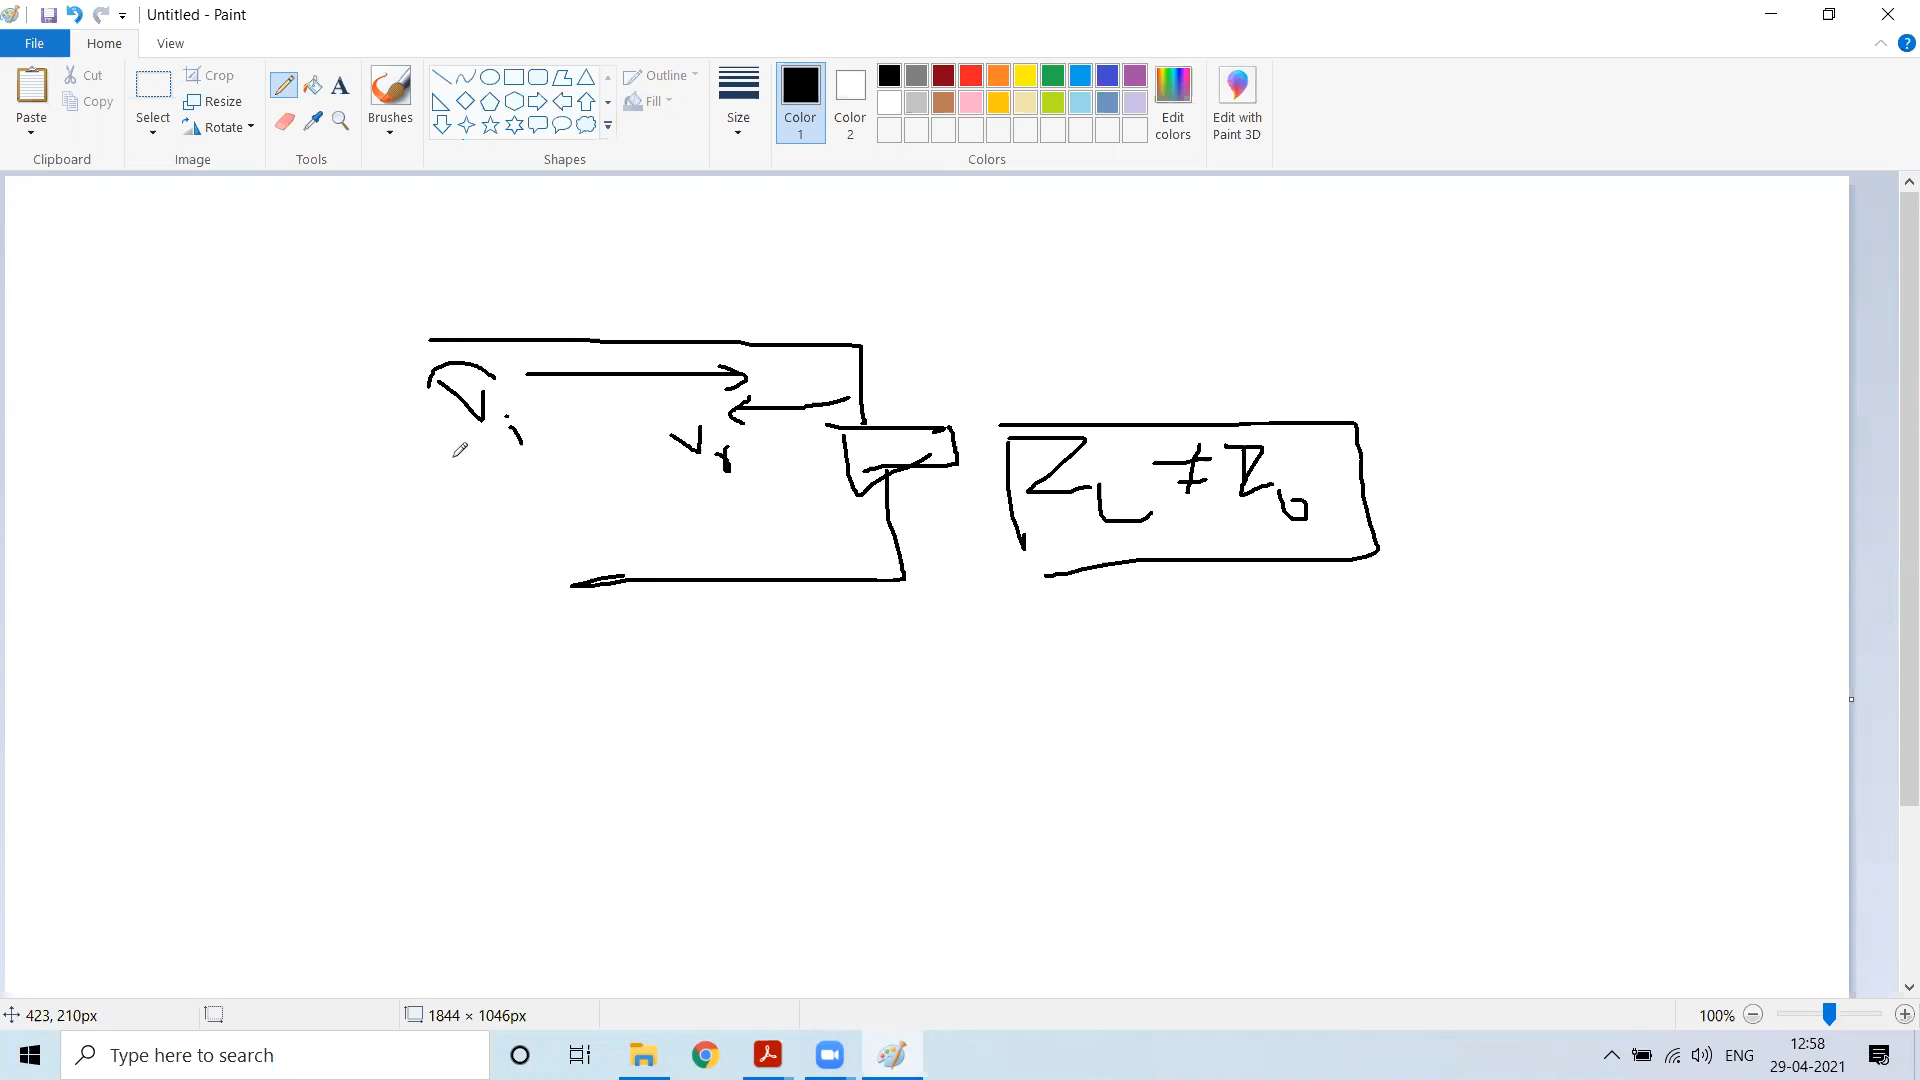 Untitled - Paint
File Home View
Paste
Cut
Copy
Clipboard
Select
Crop
Resize
Rotate
Image
A
Tools
Brushes
Outline
Fill
Shapes
Size
Color 1
Color 2
Colors
Edit colors
Edit with Paint 3D
Vi
Vr
ZL ≠ Z0
423, 210px
1844 × 1046px
100%
Type here to search
ENG
12:58
29-04-2021